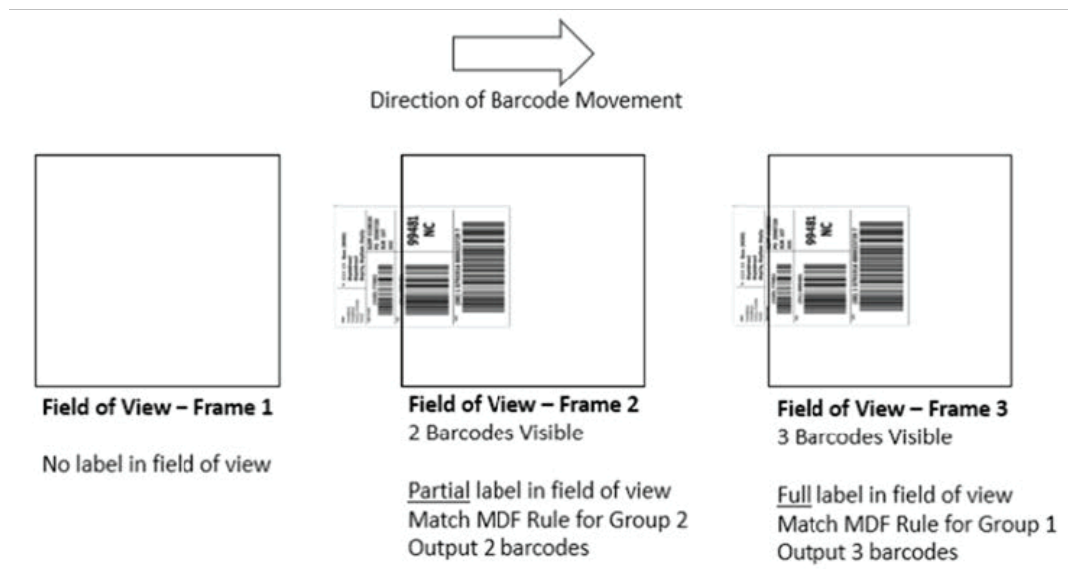 Direction of Barcode Movement
99481
NC
99481
NC
Field of View – Frame 1
No label in field of view
Field of View – Frame 2
2 Barcodes Visible
Partial label in field of view
Match MDF Rule for Group 2
Output 2 barcodes
Field of View – Frame 3
3 Barcodes Visible
Full label in field of view
Match MDF Rule for Group 1
Output 3 barcodes